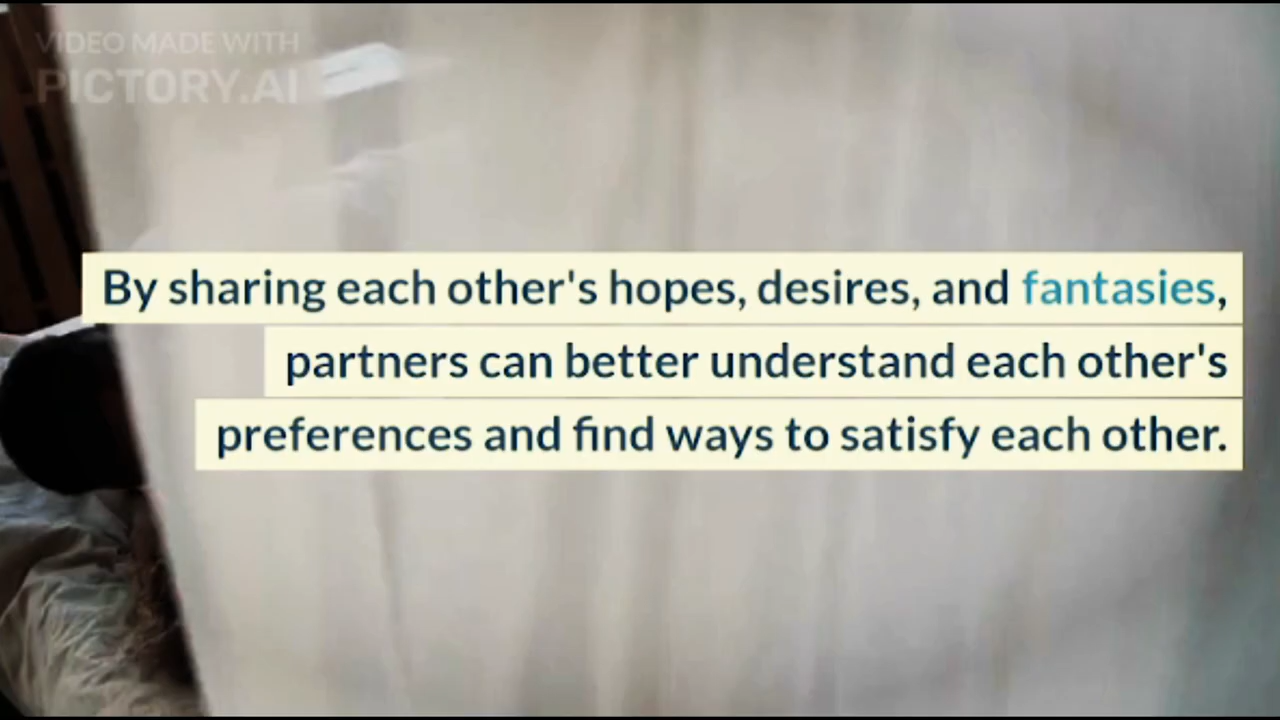 VIDEO MADE WITH
PICTORY.AI
By sharing each other's hopes, desires, and fantasies,
partners can better understand each other's
preferences and find ways to satisfy each other.